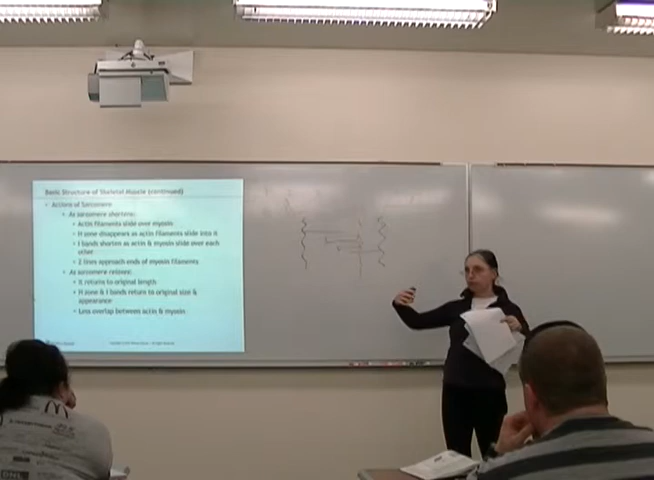 Basic Structure of Skeletal Muscle (continued)
Actions of Sarcomere
As sarcomere shortens:
Actin filaments slide over myosin
H zone disappears as actin filaments slide into it
I bands shorten as actin & myosin slide over each
other
Z lines approach ends of myosin filaments
As sarcomere relaxes:
It returns to original length
H zone & I bands return to original size &
appearance
Less overlap between actin & myosin